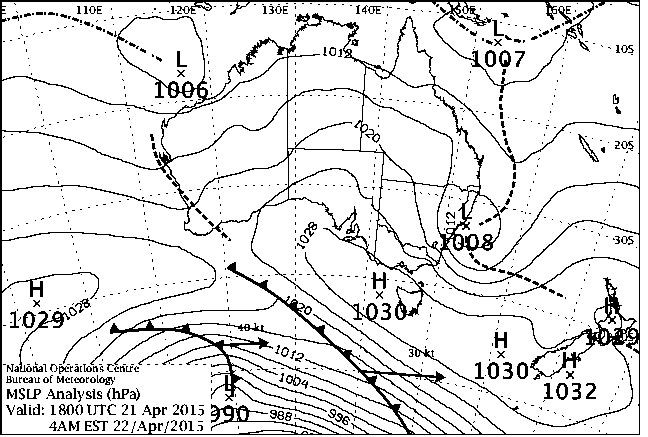 110E 120E 130E 140E 150E 160E
L
1006
L
1007
1012
10S
1020
20S
L
1012
1008
30S
1028
H
1029
1028
H
1030
1020
H
1029
40 kt
1012
30 kt
H
1030
H
1032
1004
996
988
990
National Operations Centre
Bureau of Meteorology
MSLP Analysis (hPa)
Valid: 1800 UTC 21 Apr 2015
4AM EST 22/Apr/2015